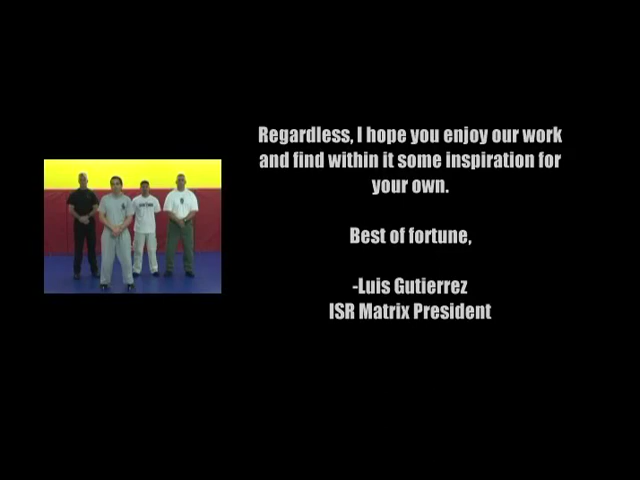 Regardless, I hope you enjoy our work
and find within it some inspiration for
your own.
Best of fortune,
-Luis Gutierrez
ISR Matrix President